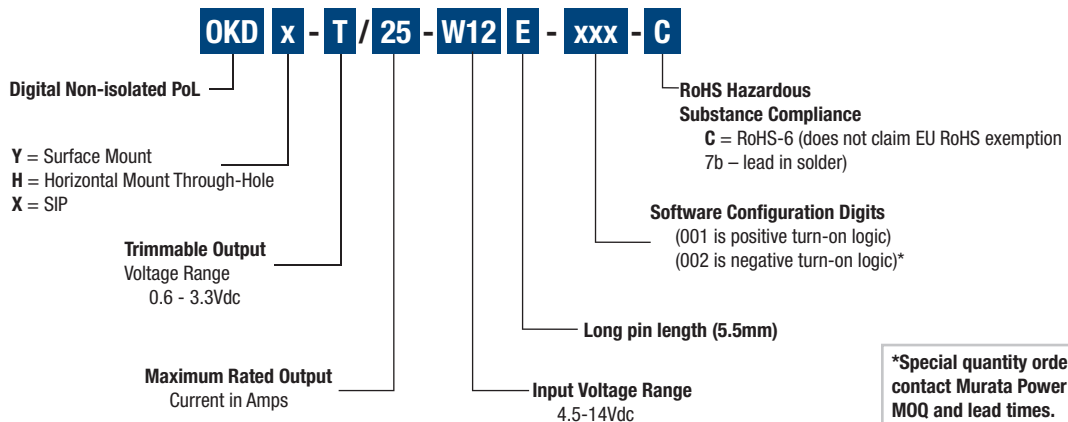 OKD x - T / 25 - W12 E - xxx - C
Digital Non-isolated PoL
Y = Surface Mount
H = Horizontal Mount Through-Hole
X = SIP
Trimmable Output
Voltage Range
0.6 - 3.3Vdc
Maximum Rated Output
Current in Amps
RoHS Hazardous
Substance Compliance
C = RoHS-6 (does not claim EU RoHS exemption
7b – lead in solder)
Software Configuration Digits
(001 is positive turn-on logic)
(002 is negative turn-on logic)*
Long pin length (5.5mm)
Input Voltage Range
4.5-14Vdc
*Special quantity orde
contact Murata Power
MOQ and lead times.